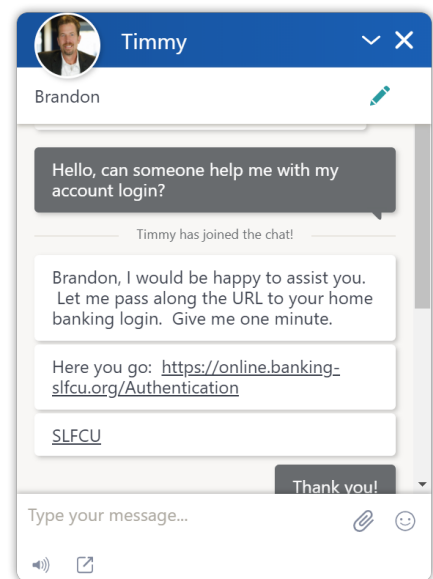 Timmy
Brandon
Hello, can someone help me with my
account login?
Timmy has joined the chat!
Brandon, I would be happy to assist you.
Let me pass along the URL to your home
banking login.  Give me one minute.
Here you go:  https://online.banking-
slfcu.org/Authentication
SLFCU
Thank you!
Type your message...